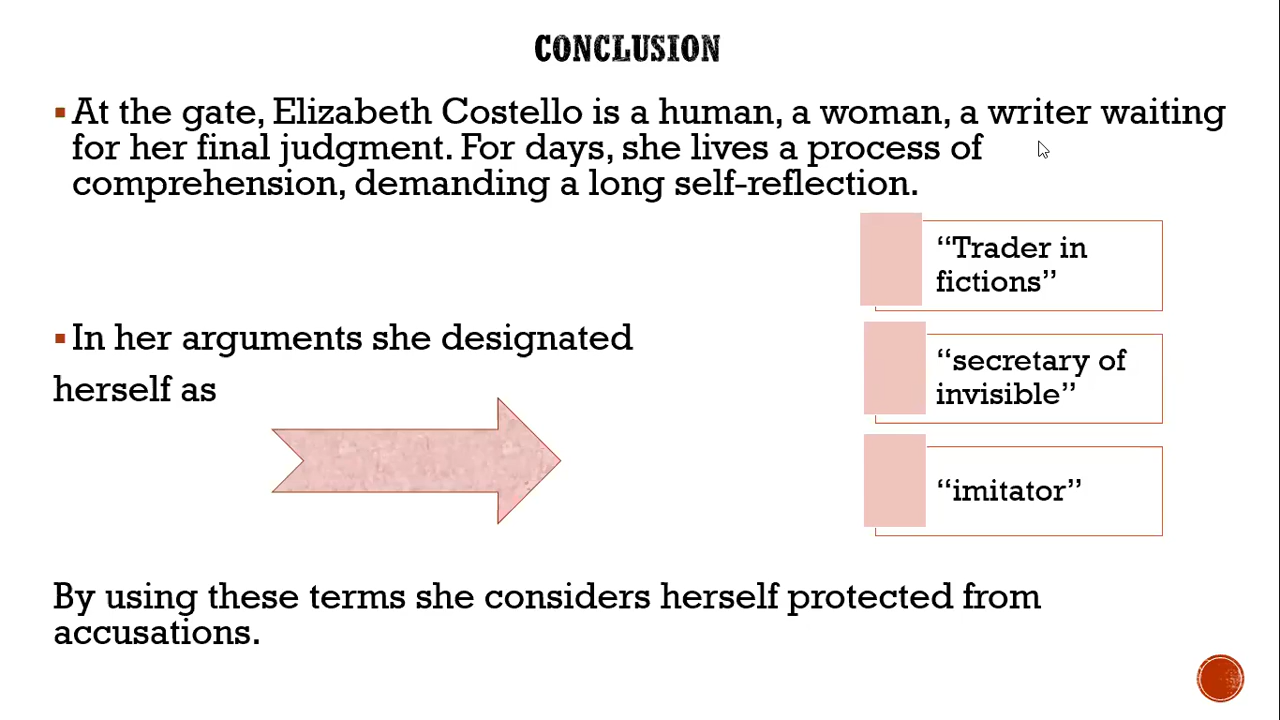 CONCLUSION
▪At the gate, Elizabeth Costello is a human, a woman, a writer waiting
for her final judgment. For days, she lives a process of
comprehension, demanding a long self-reflection.
“Trader in
fictions”
▪In her arguments she designated
herself as
“secretary of
invisible”
“imitator”
By using these terms she considers herself protected from
accusations.